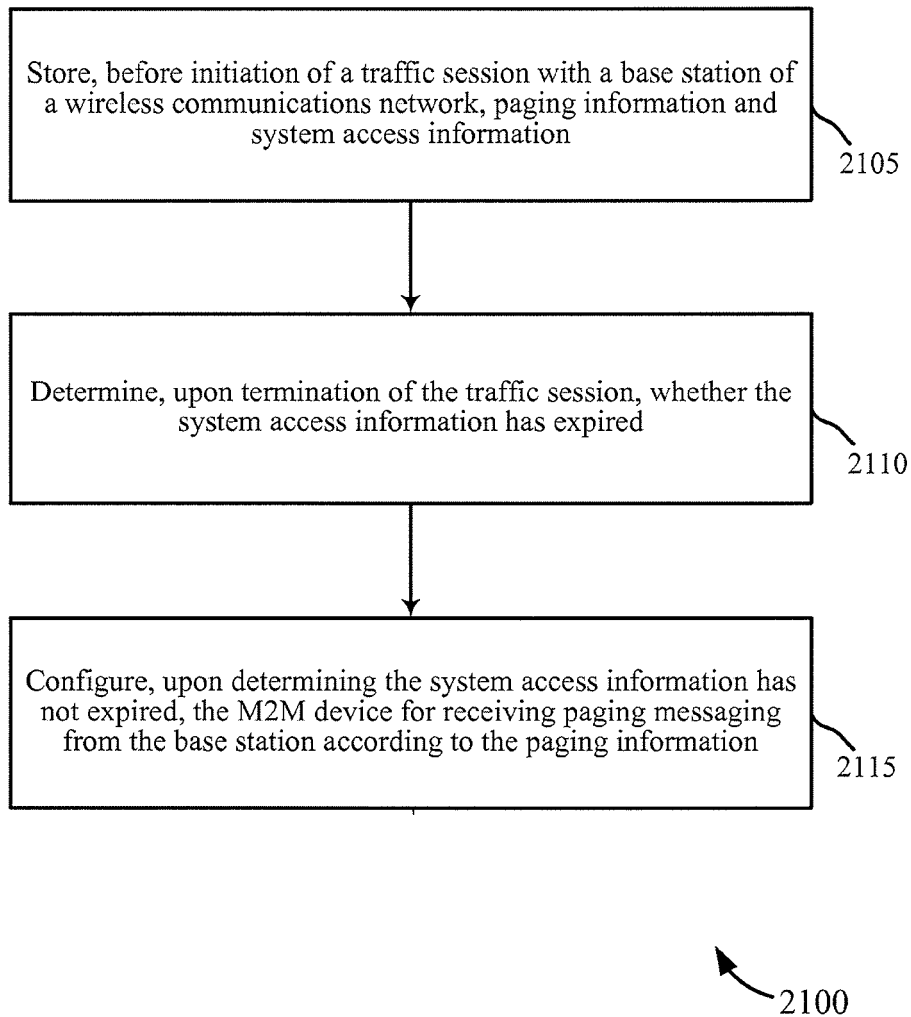 Store, before initiation of a traffic session with a base station of
a wireless communications network, paging information and
system access information
2105
Determine, upon termination of the traffic session, whether the
system access information has expired
2110
Configure, upon determining the system access information has
not expired, the M2M device for receiving paging messaging
from the base station according to the paging information
2115
2100